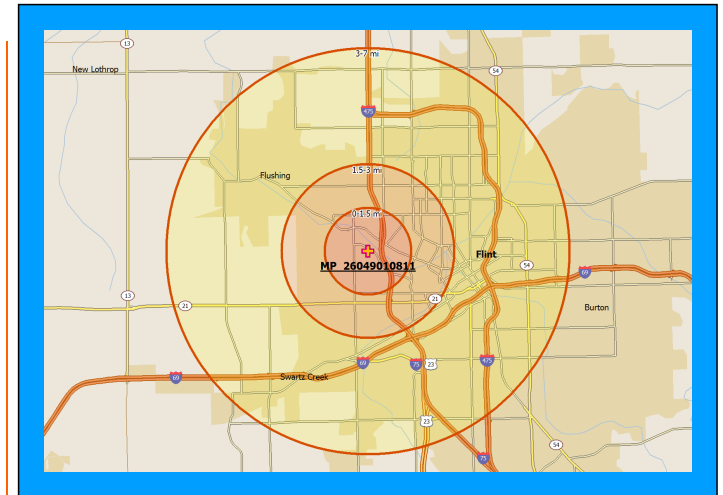 3-7 mi
13
New Lothrop
54
475
1.5-3 mi
Flushing
0-1.5 mi
Flint
MP_26049010811
54
69
13
21
21
Burton
69
475
75
23
69
Swartz Creek
23
54
75